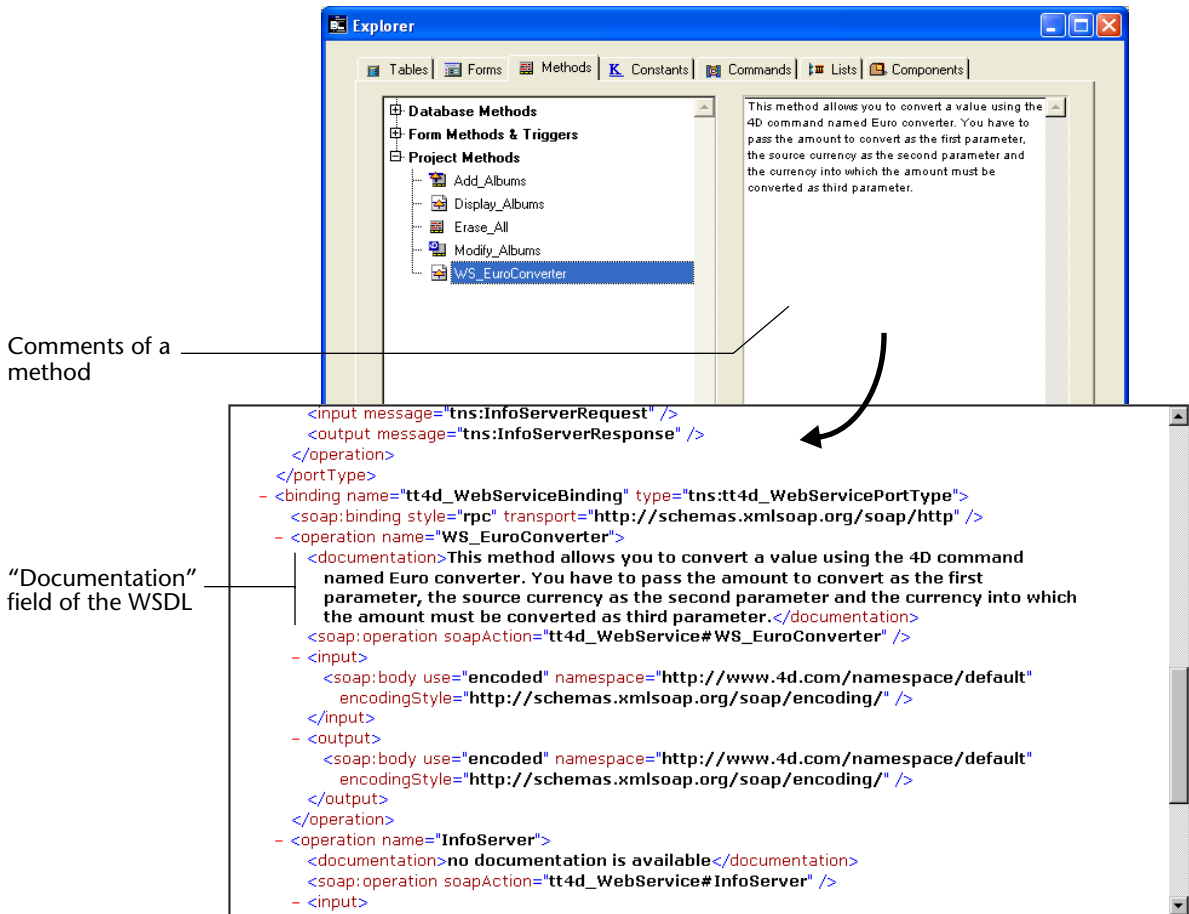 Explorer
Tables Forms Methods K Constants Commands Lists Components
Database Methods
Form Methods & Triggers
Project Methods
Add_Albums
Display_Albums
Erase_All
Modify_Albums
WS_EuroConverter
This method allows you to convert a value using the
4D command named Euro converter. You have to
pass the amount to convert as the first parameter,
the source currency as the second parameter and
the currency into which the amount must be
converted as third parameter.
Comments of a
method
<input message="tns:InfoServerRequest" />
<output message="tns:InfoServerResponse" />
</operation>
</portType>
- <binding name="tt4d_WebServiceBinding" type="tns:tt4d_WebServicePortType">
<soap:binding style="rpc" transport="http://schemas.xmlsoap.org/soap/http" />
- <operation name="WS_EuroConverter">
<documentation>This method allows you to convert a value using the 4D command
named Euro converter. You have to pass the amount to convert as the first
parameter, the source currency as the second parameter and the currency into which
the amount must be converted as third parameter.</documentation>
"Documentation"
field of the WSDL
<soap:operation soapAction="tt4d_WebService#WS_EuroConverter" />
- <input>
<soap:body use="encoded" namespace="http://www.4d.com/namespace/default"
encodingStyle="http://schemas.xmlsoap.org/soap/encoding/" />
</input>
- <output>
<soap:body use="encoded" namespace="http://www.4d.com/namespace/default"
encodingStyle="http://schemas.xmlsoap.org/soap/encoding/" />
</output>
</operation>
- <operation name="InfoServer">
<documentation>no documentation is available</documentation>
<soap:operation soapAction="tt4d_WebService#InfoServer" />
- <input>